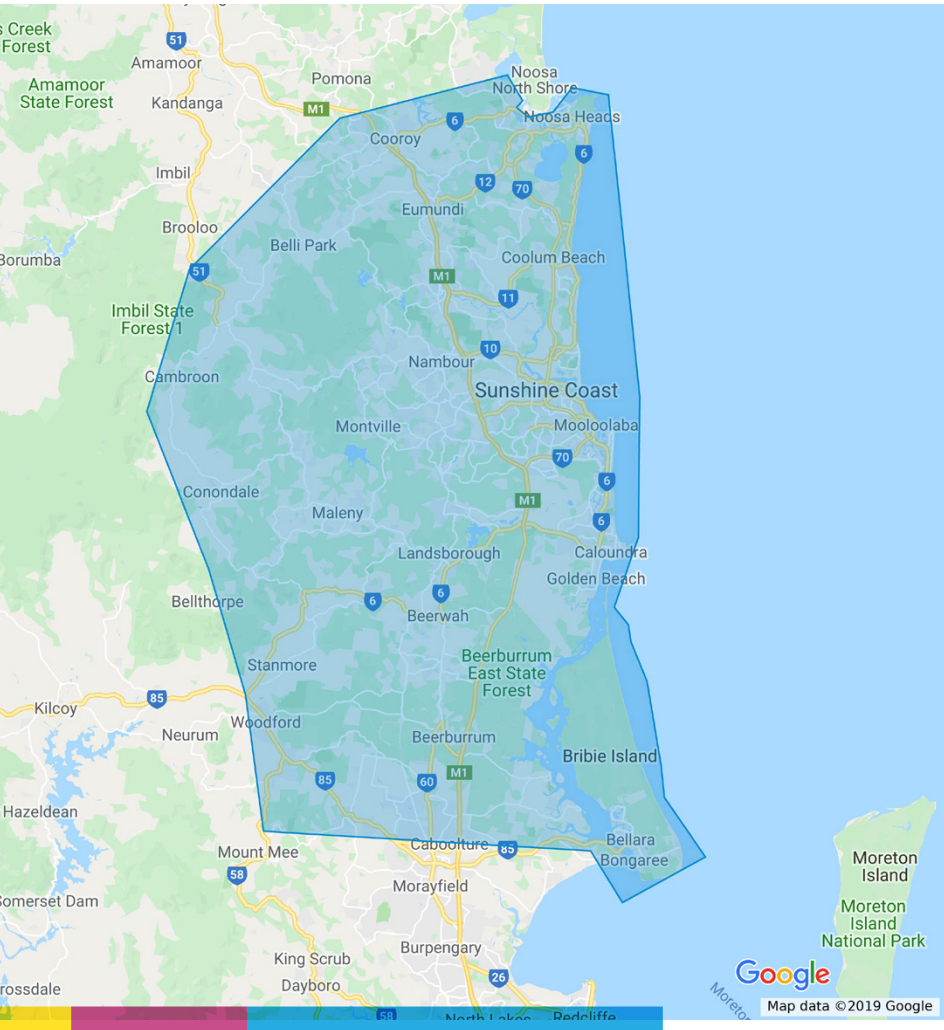 s Creek
Forest
51
Amamoor
Amamoor
State Forest
Pomona
Noosa
North Shore
Kandanga
M1
6
Noosa Heads
Cooroy
6
Imbil
12
70
Eumundi
Brooloo
Belli Park
Borumba
51
Coolum Beach
M1
11
Imbil State
Forest 1
10
Nambour
Cambroon
Sunshine Coast
Montville
Mooloolaba
70
6
Conondale
M1
Maleny
6
Landsborough
Caloundra
Golden Beach
6
6
Bellthorpe
Beerwah
Beerburrum
East State
Forest
Stanmore
85
Kilcoy
Woodford
Neurum
Beerburrum
Bribie Island
M1
85
60
Hazeldean
Bellara
Caboolture
85
Mount Mee
Bongaree
Moreton
Island
58
Morayfield
Somerset Dam
Moreton
Island
National Park
Burpengary
King Scrub
Google
26
Dayboro
rossdale
Moreto
Map data ©2019 Google
58
North Lakes
Redcliffe